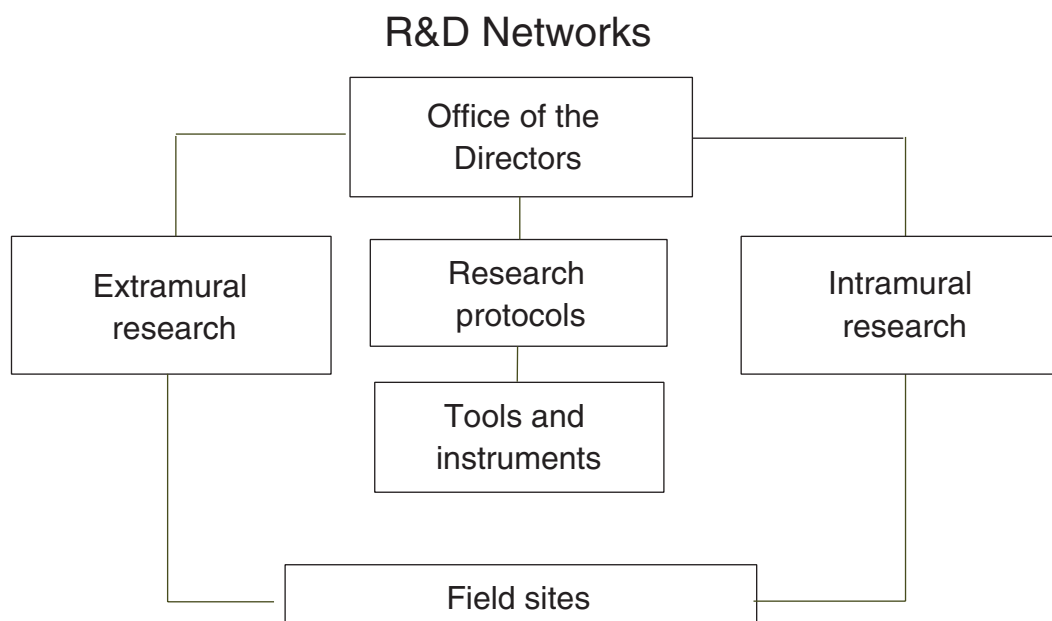 R&D Networks
Office of the
Directors
Extramural
research
Research
protocols
Intramural
research
Tools and
instruments
Field sites